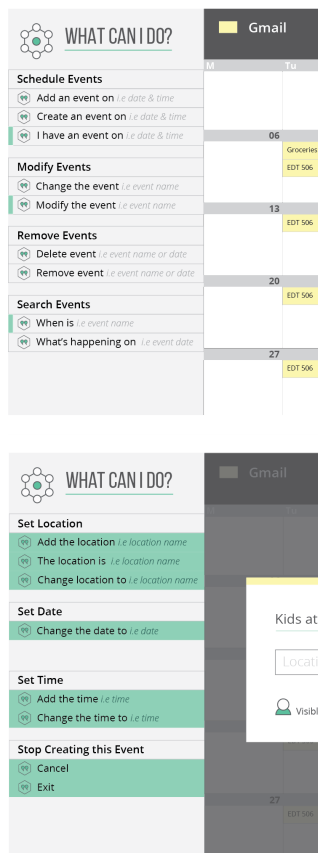 WHAT CAN I DO?
Gmail
M Tu
Schedule Events
Add an event on i.e date & time
Create an event on i.e date & time
I have an event on i.e date & time
06
Groceries
EDT 506
Modify Events
Change the event i.e event name
Modify the event i.e event name
13
EDT 506
Remove Events
Delete event i.e event name or date
Remove event i.e event name or date
20
EDT 506
Search Events
When is i.e event name
What's happening on i.e event date
27
EDT 506
WHAT CAN I DO?
Gmail
Tu
Set Location
Add the location i.e location name
The location is i.e location name
Change location to i.e location name
Set Date
Change the date to i.e date
Kids at
Locati
Set Time
Add the time i.e time
Change the time to i.e time
Visibl
Stop Creating this Event
Cancel
Exit
27
EDT 506